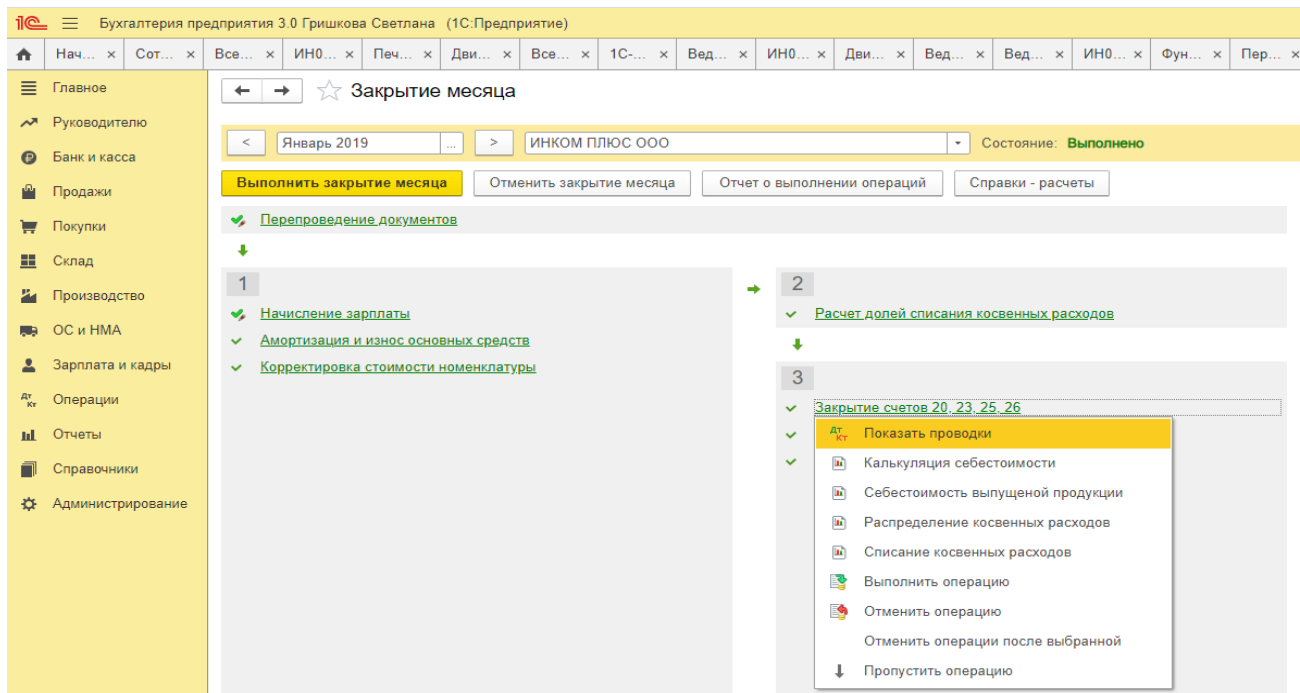 1С Бухгалтерия предприятия 3.0 Гришкова Светлана (1С:Предприятие)
Нач... × Сот... × Все... × ИН0... × Печ... × Дви... × Все... × 1С-... × Вед... × ИН0... × Дви... × Вед... × Вед... × ИН0... × Фун... × Пер... ×
Главное
Руководителю
Банк и касса
Продажи
Покупки
Склад
Производство
ОС и НМА
Зарплата и кадры
Дт Кт Операции
Отчеты
Справочники
Администрирование
Закрытие месяца
< Январь 2019 ... > ИНКОМ ПЛЮС ООО Состояние: Выполнено
Выполнить закрытие месяца Отменить закрытие месяца Отчет о выполнении операций Справки - расчеты
Перепроведение документов
1
Начисление зарплаты
Амортизация и износ основных средств
Корректировка стоимости номенклатуры
2
Расчет долей списания косвенных расходов
3
Закрытие счетов 20, 23, 25, 26
Дт Кт Показать проводки
Калькуляция себестоимости
Себестоимость выпущеной продукции
Распределение косвенных расходов
Списание косвенных расходов
Выполнить операцию
Отменить операцию
Отменить операции после выбранной
Пропустить операцию